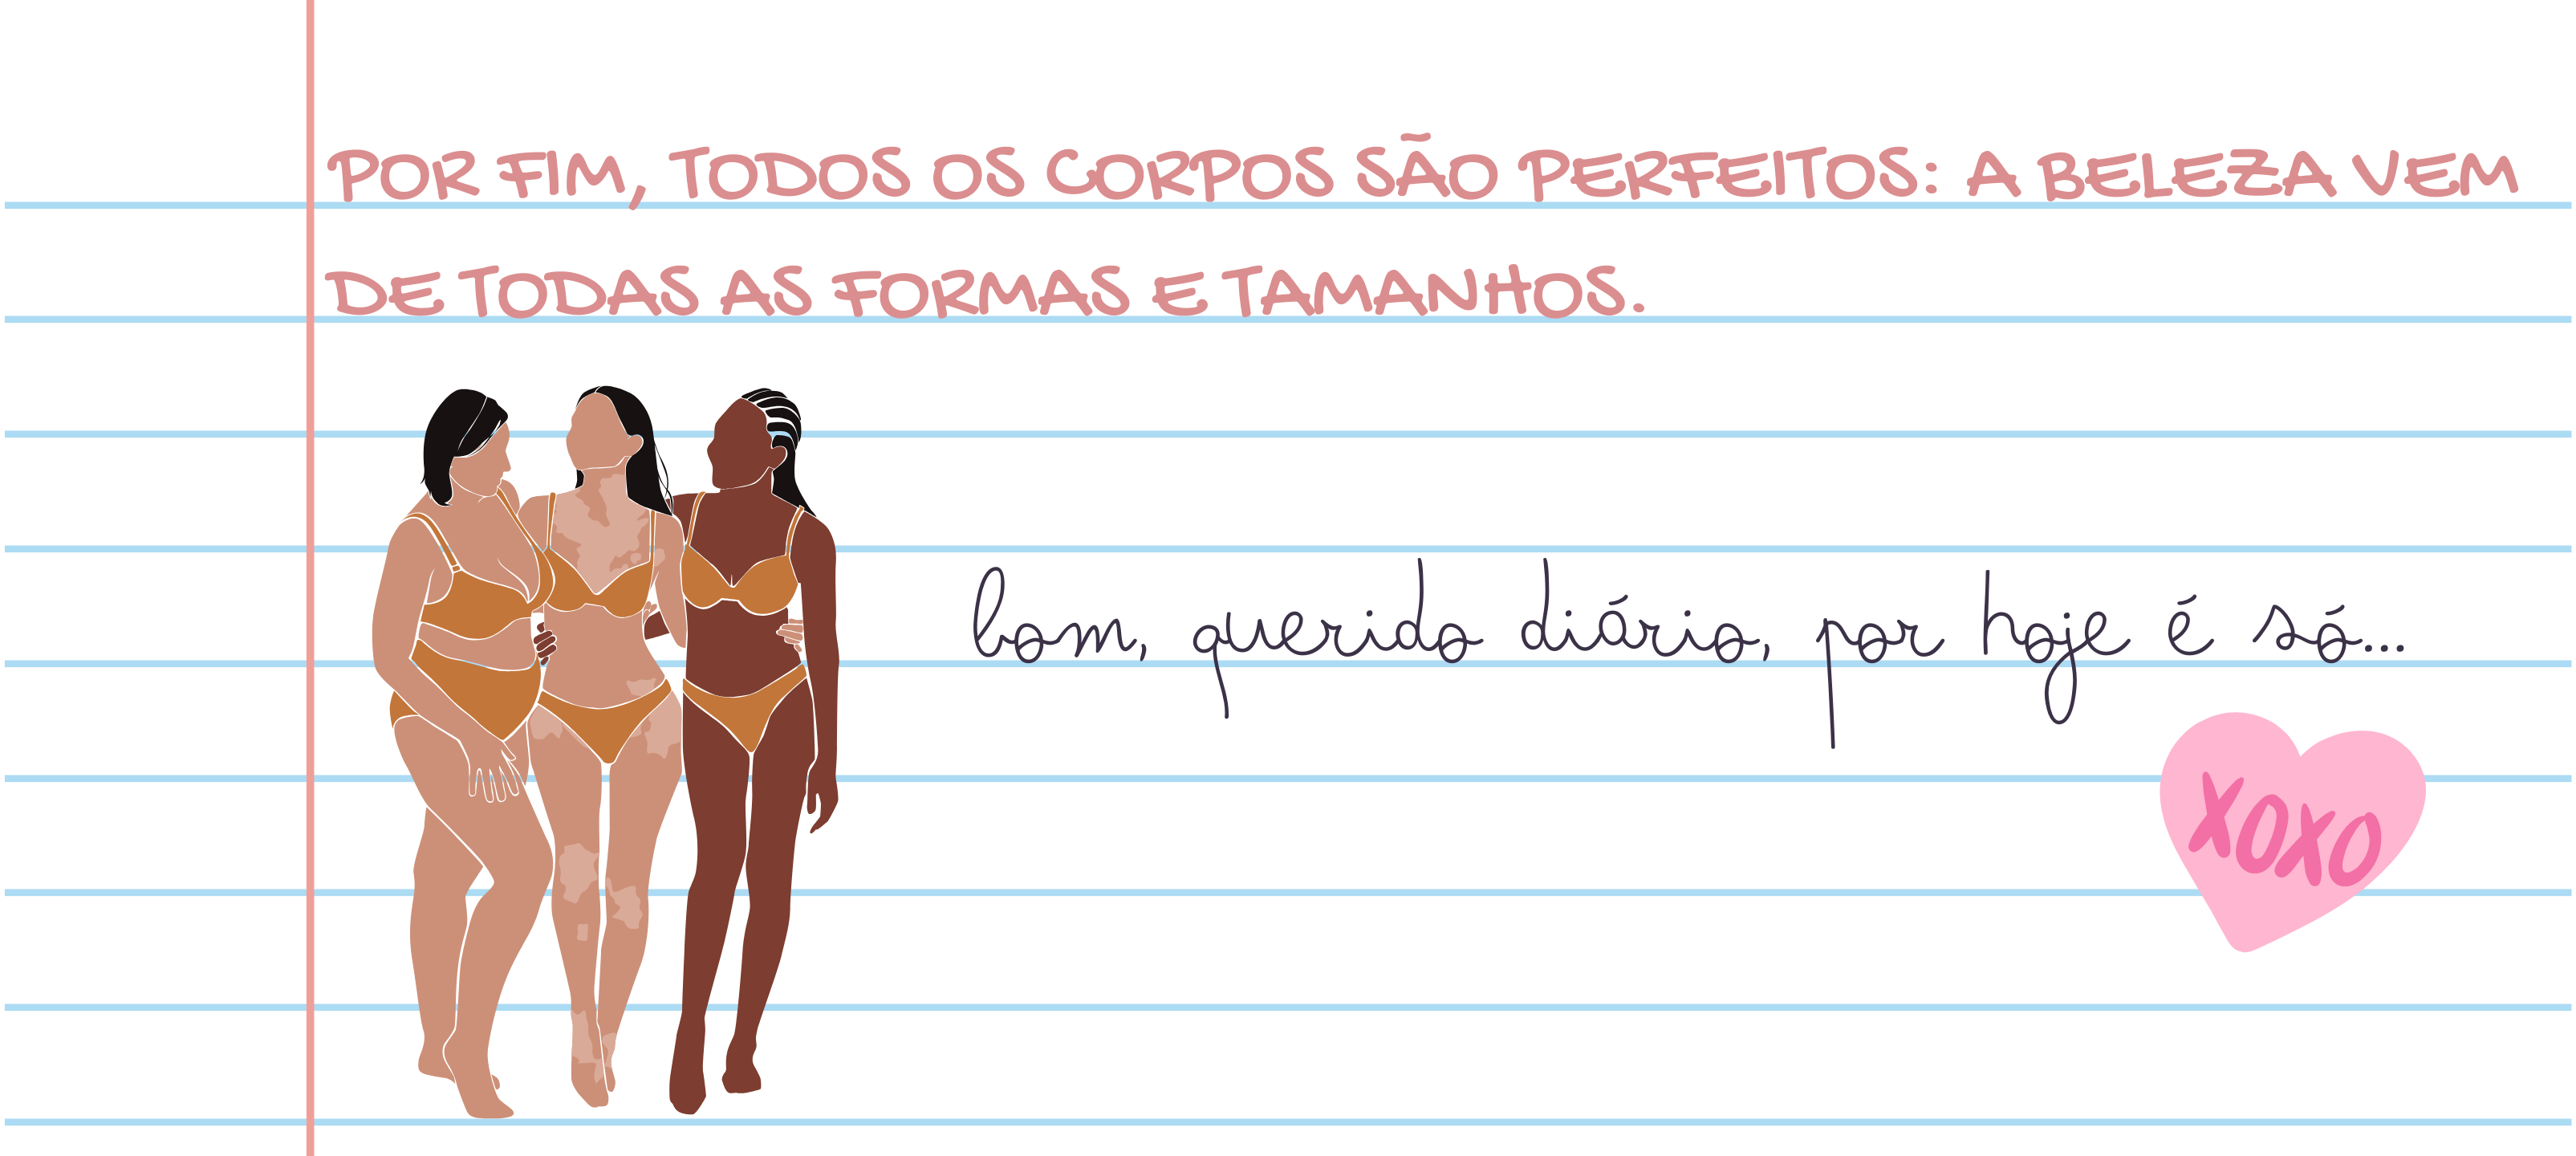 POR FIM, TODOS OS CORPOS SÃO PERFEITOS: A BELEZA VEM
DE TODAS AS FORMAS E TAMANHOS.
bom, querido diário, por hoje é só...
XOXO